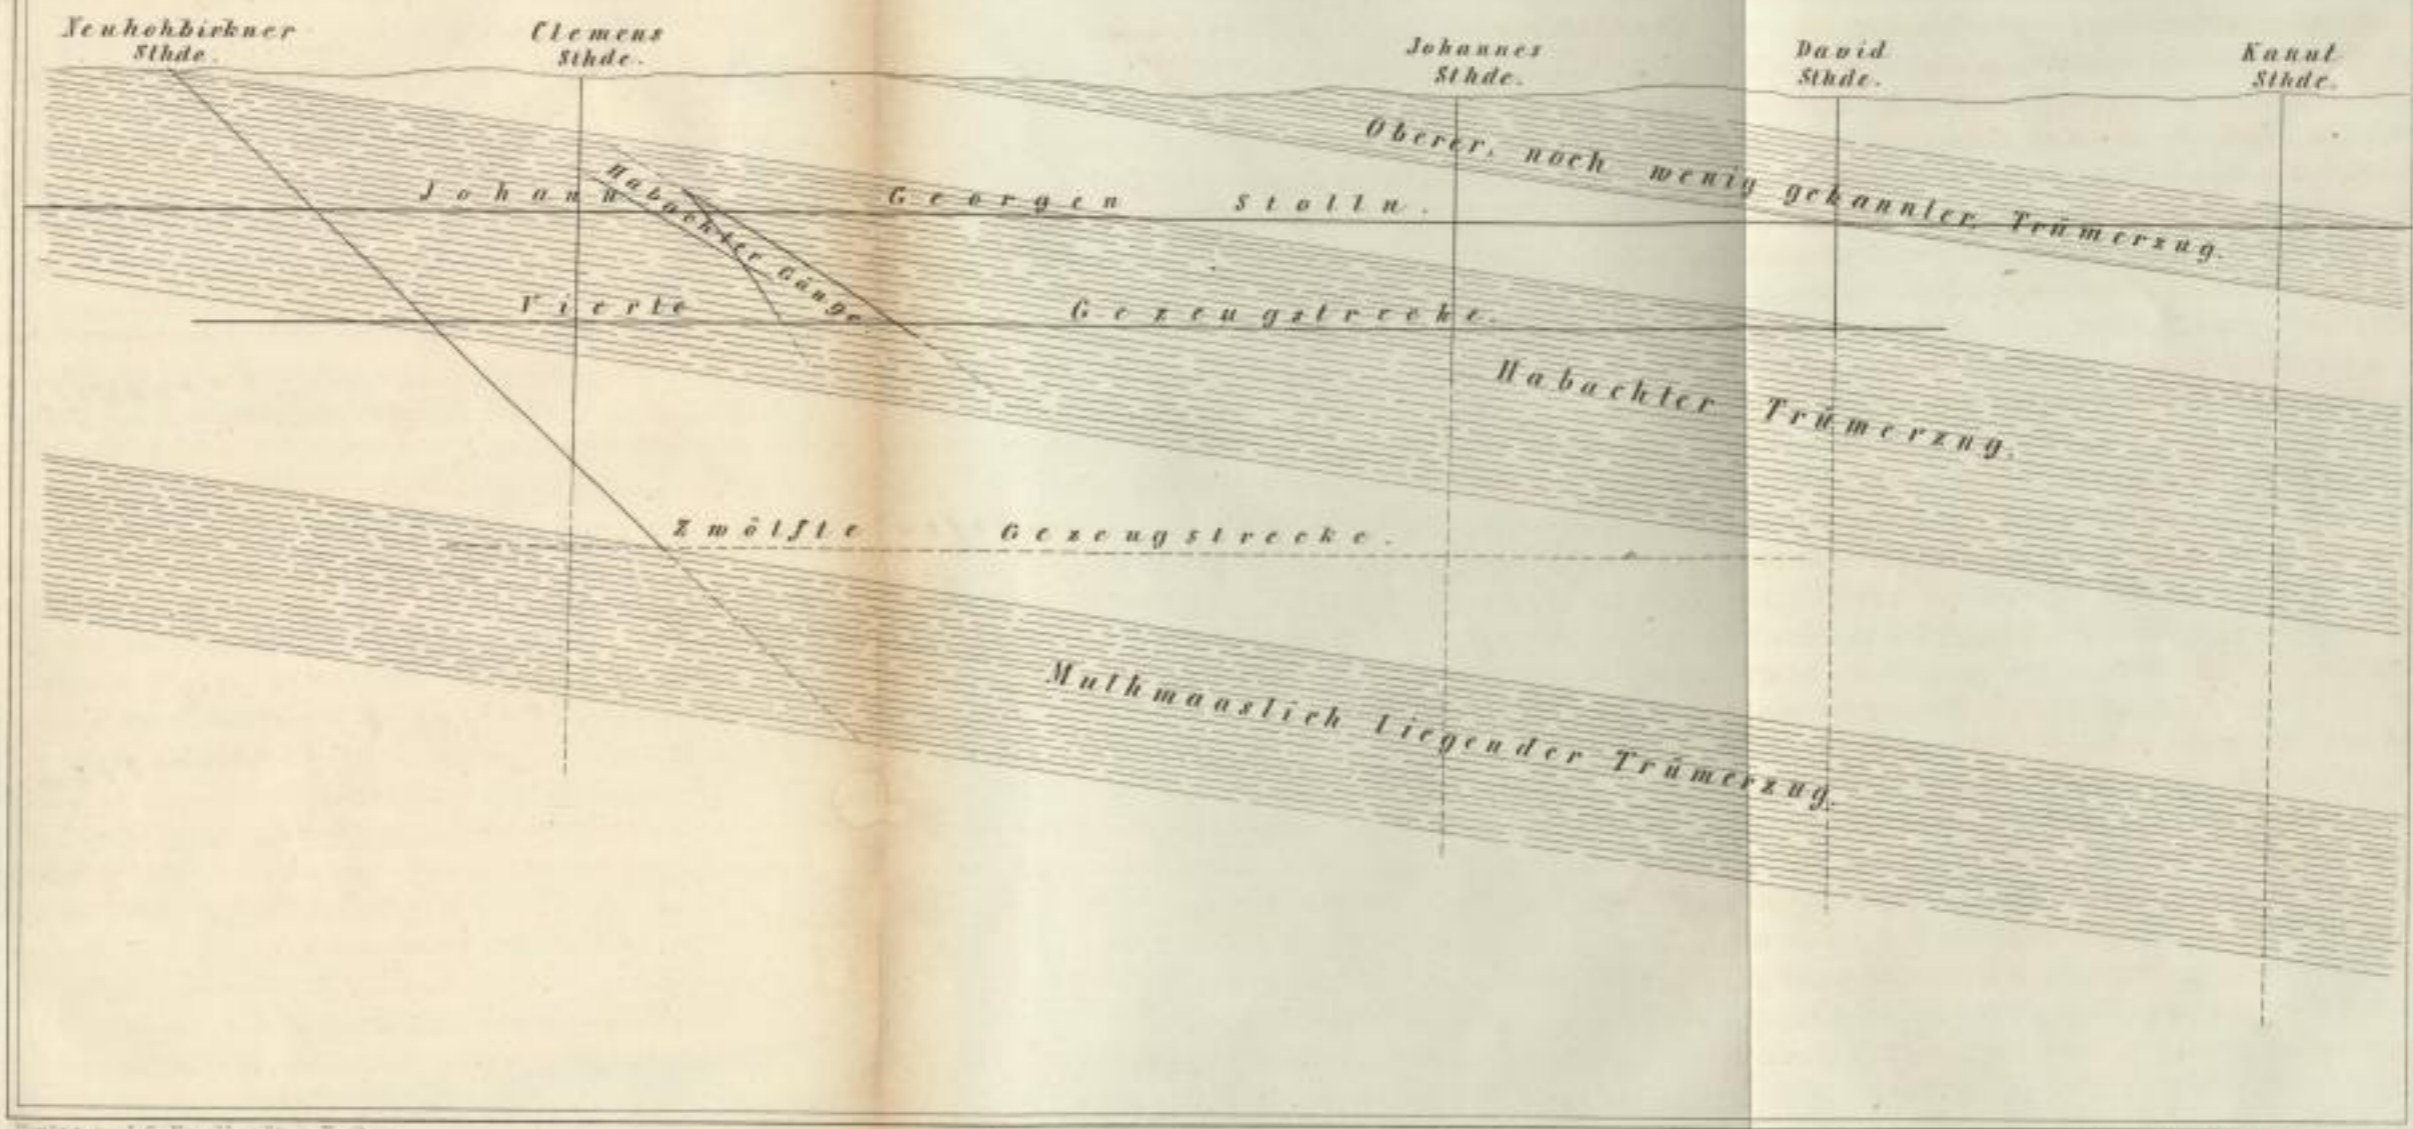 Neuhohbirkner
Sthde.
Clemens
Sthde.
Johannes
Sthde.
David
Sthde.
Kanut
Sthde.
Oberer, noch wenig gekannter, Trümerzug.
Johann Georgen Stolln.
Habachter Gänge.
Vierte Gezeugstrecke.
Habachter Trümerzug.
Zwölfte Gezeugstrecke.
Muthmaaslich liegender Trümerzug.